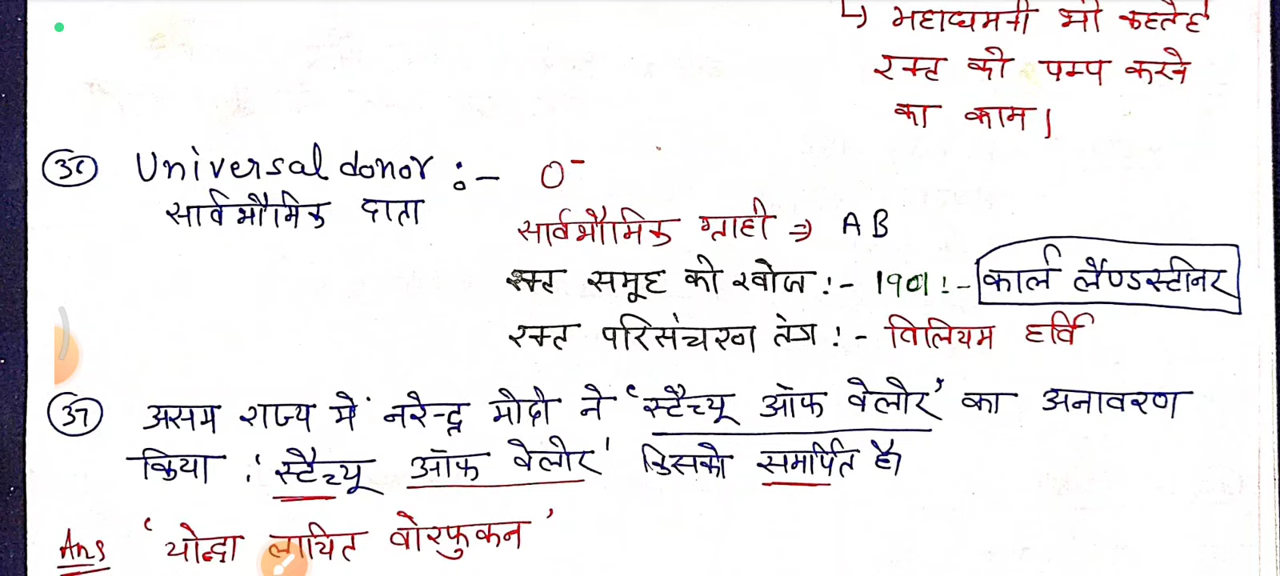 ↳ महाधमनी भी कहते है
रक्त को पम्प करने
का काम।
36 Universal donor :- O⁻
सार्वभौमिक दाता
सार्वभौमिक ग्राही ⇒ AB
रक्त समूह की खोज :- 1901 :- कार्ल लैण्डस्टीनर
रक्त परिसंचरण तंत्र :- विलियम हर्वि
37 असम राज्य में नरेन्द्र मोदी ने 'स्टैच्यू ऑफ वेलोर' का अनावरण
किया , 'स्टैच्यू ऑफ वेलोर' किसको समर्पित है।
Ans 'योद्धा लाचित बोरफुकन'